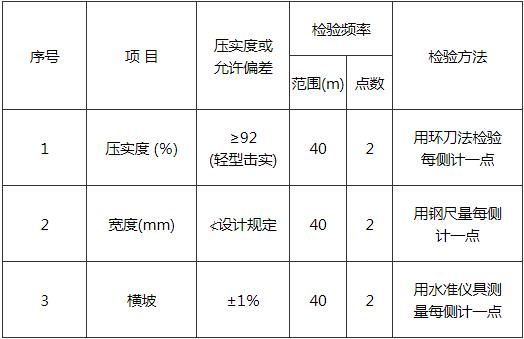 序号
项 目
压实度或
允许偏差
检验频率
检验方法
范围(m)
点数
1
压实度 (%)
≥92
(轻型击实)
40
2
用环刀法检验
每侧计一点
2
宽度(mm)
≮设计规定
40
2
用钢尺量每侧
计一点
3
横坡
±1%
40
2
用水准仪具测
量每侧计一点